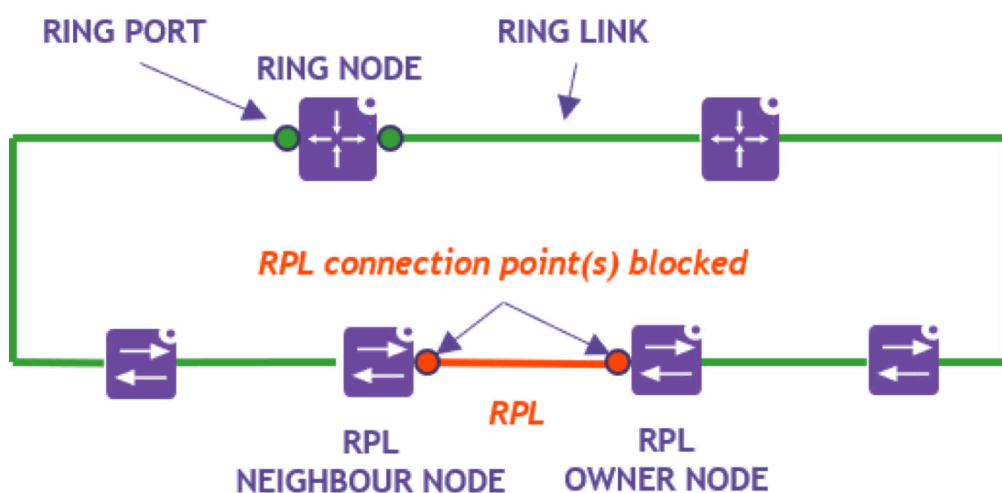 RING PORT
RING LINK
RING NODE
RPL connection point(s) blocked
RPL
RPL
NEIGHBOUR NODE
RPL
OWNER NODE